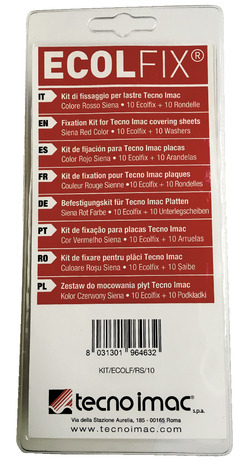 ECOLFIX®
IT Kit di fissaggio per lastre Tecno Imac
Colore Rosso Siena • 10 Ecolfix + 10 Rondelle
EN Fixation Kit for Tecno Imac covering sheets
Siena Red Color • 10 Ecolfix + 10 Washers
ES Kit de fijación para Tecno Imac placas
Color Rojo Siena • 10 Ecolfix + 10 Arandelas
FR Kit de fixation pour Tecno Imac plaques
Couleur Rouge Sienne • 10 Ecolfix + 10 Rondelles
DE Befestigungskit für Tecno Imac Platten
Siena Rot Farbe • 10 Ecolfix + 10 Unterlegscheiben
PT Kit de fixação para placas Tecno Imac
Cor Vermelho Siena • 10 Ecolfix + 10 Arruelas
RO Kit de fixare pentru plăci Tecno Imac
Culoare Roșu Siena • 10 Ecolfix + 10 Șaibe
PL Zestaw do mocowania płyt Tecno Imac
Kolor Czerwony Siena • 10 Ecolfix + 10 Podkładki
8 031301 964632
KIT/ECOLF/RS/10
tecno imac s.p.a.
Via della Stazione Aurelia, 185 - 00165 Roma
www.tecnoimac.com